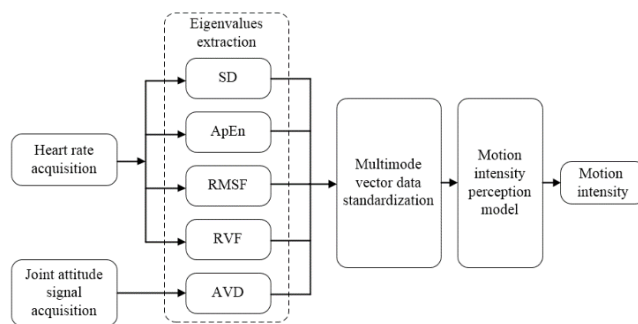 Eigenvalues
extraction
SD
ApEn
RMSF
RVF
AVD
Heart rate
acquisition
Joint attitude
signal
acquisition
Multimode
vector data
standardization
Motion
intensity
perception
model
Motion
intensity